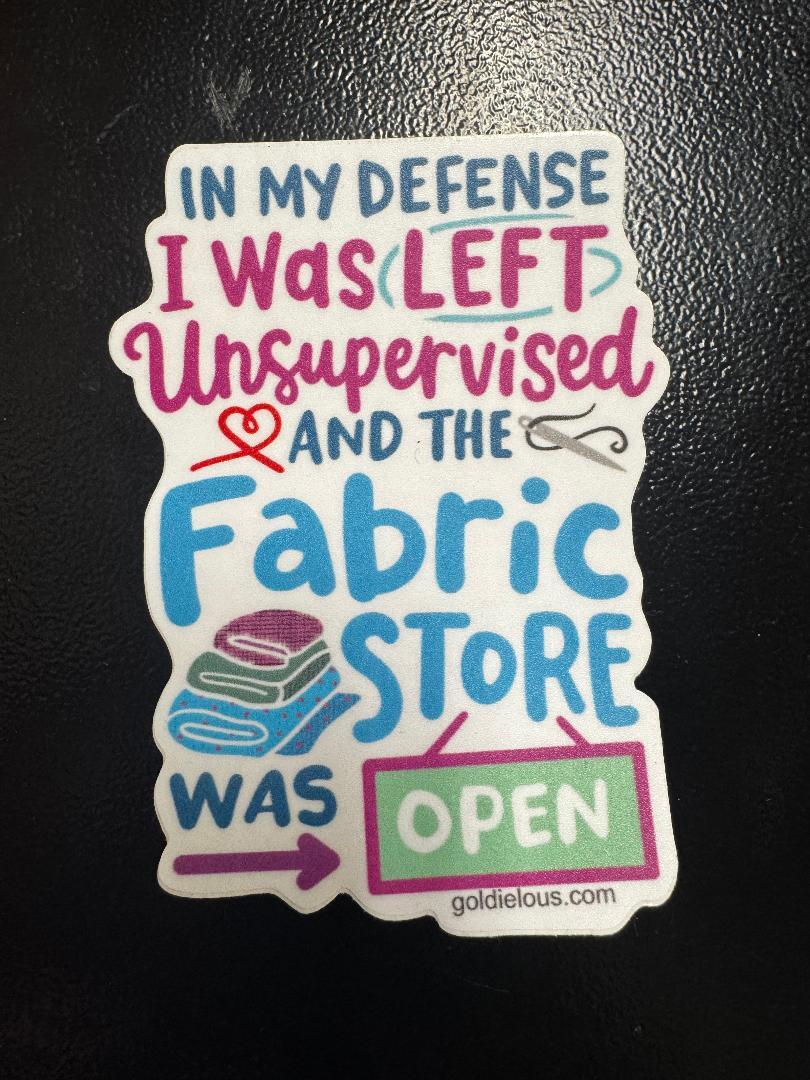 IN MY DEFENSE
I Was LEFT
Unsupervised
AND THE
Fabric
SToRE
WAS
OPEN
goldielous.com